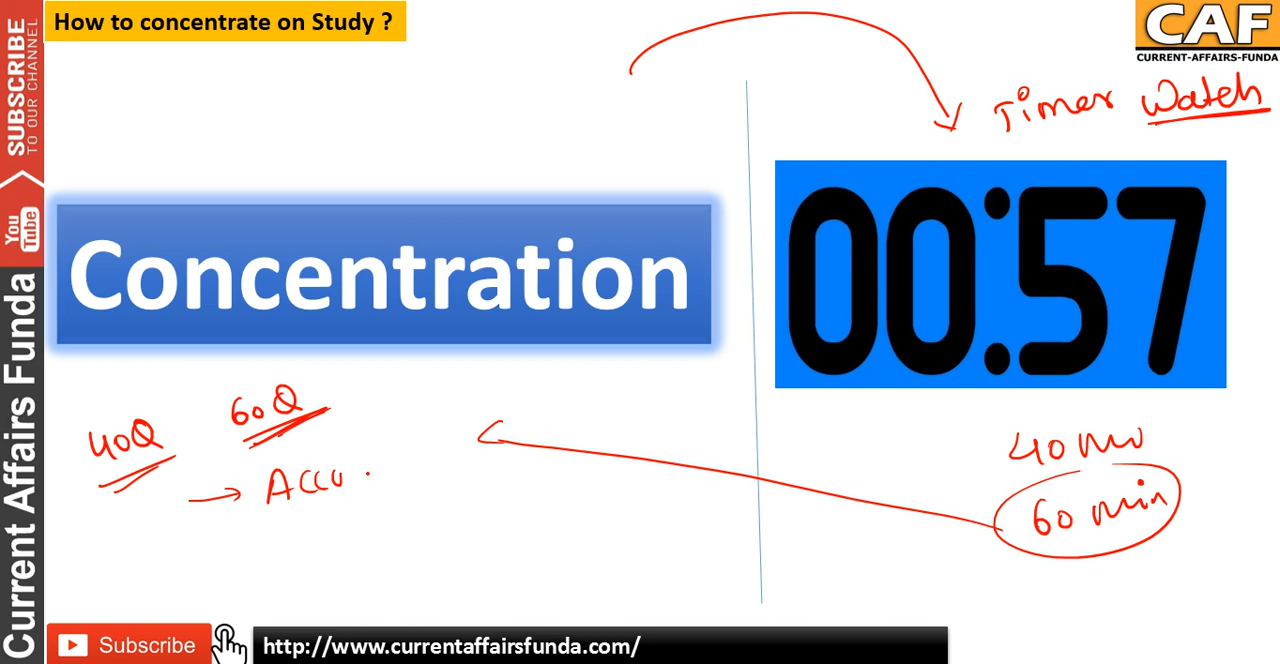 How to concentrate on Study ?
CAF
CURRENT-AFFAIRS-FUNDA
SUBSCRIBE
TO OUR CHANNEL
You
Tube
Current Affairs Funda
Timer Watch
00:57
Concentration
40Q
60Q
Accu.
40 min
60 min
Subscribe
http://www.currentaffairsfunda.com/